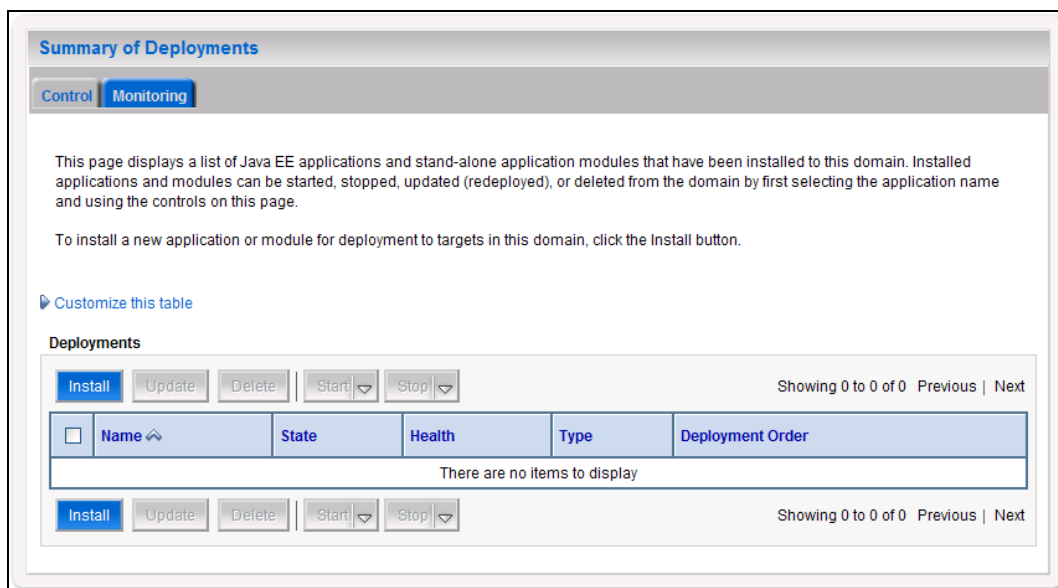 Summary of Deployments
Control Monitoring
This page displays a list of Java EE applications and stand-alone application modules that have been installed to this domain. Installed
applications and modules can be started, stopped, updated (redeployed), or deleted from the domain by first selecting the application name
and using the controls on this page.
To install a new application or module for deployment to targets in this domain, click the Install button.
Customize this table
Deployments
Install Update Delete Start Stop Showing 0 to 0 of 0 Previous | Next
Name State Health Type Deployment Order
There are no items to display
Install Update Delete Start Stop Showing 0 to 0 of 0 Previous | Next